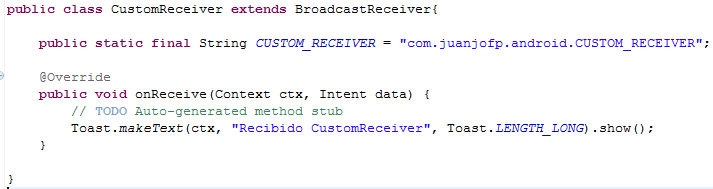 public class CustomReceiver extends BroadcastReceiver{
public static final String CUSTOM_RECEIVER = "com.juanjofp.android.CUSTOM_RECEIVER";
@Override
public void onReceive(Context ctx, Intent data) {
// TODO Auto-generated method stub
Toast.makeText(ctx, "Recibido CustomReceiver", Toast.LENGTH_LONG).show();
}
}